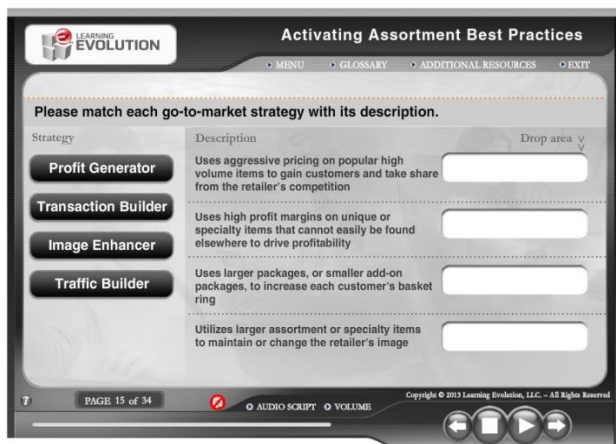 LEARNING
EVOLUTION
Activating Assortment Best Practices
MENU GLOSSARY ADDITIONAL RESOURCES EXIT
Please match each go-to-market strategy with its description.
Strategy Description Drop area
Profit Generator
Uses aggressive pricing on popular high
volume items to gain customers and take share
from the retailer's competition
Transaction Builder
Uses high profit margins on unique or
specialty items that cannot easily be found
elsewhere to drive profitability
Image Enhancer
Uses larger packages, or smaller add-on
packages, to increase each customer's basket
ring
Traffic Builder
Utilizes larger assortment or specialty items
to maintain or change the retailer's image
? PAGE 15 of 34
AUDIO SCRIPT VOLUME
Copyright © 2013 Learning Evolution, LLC. – All Rights Reserved